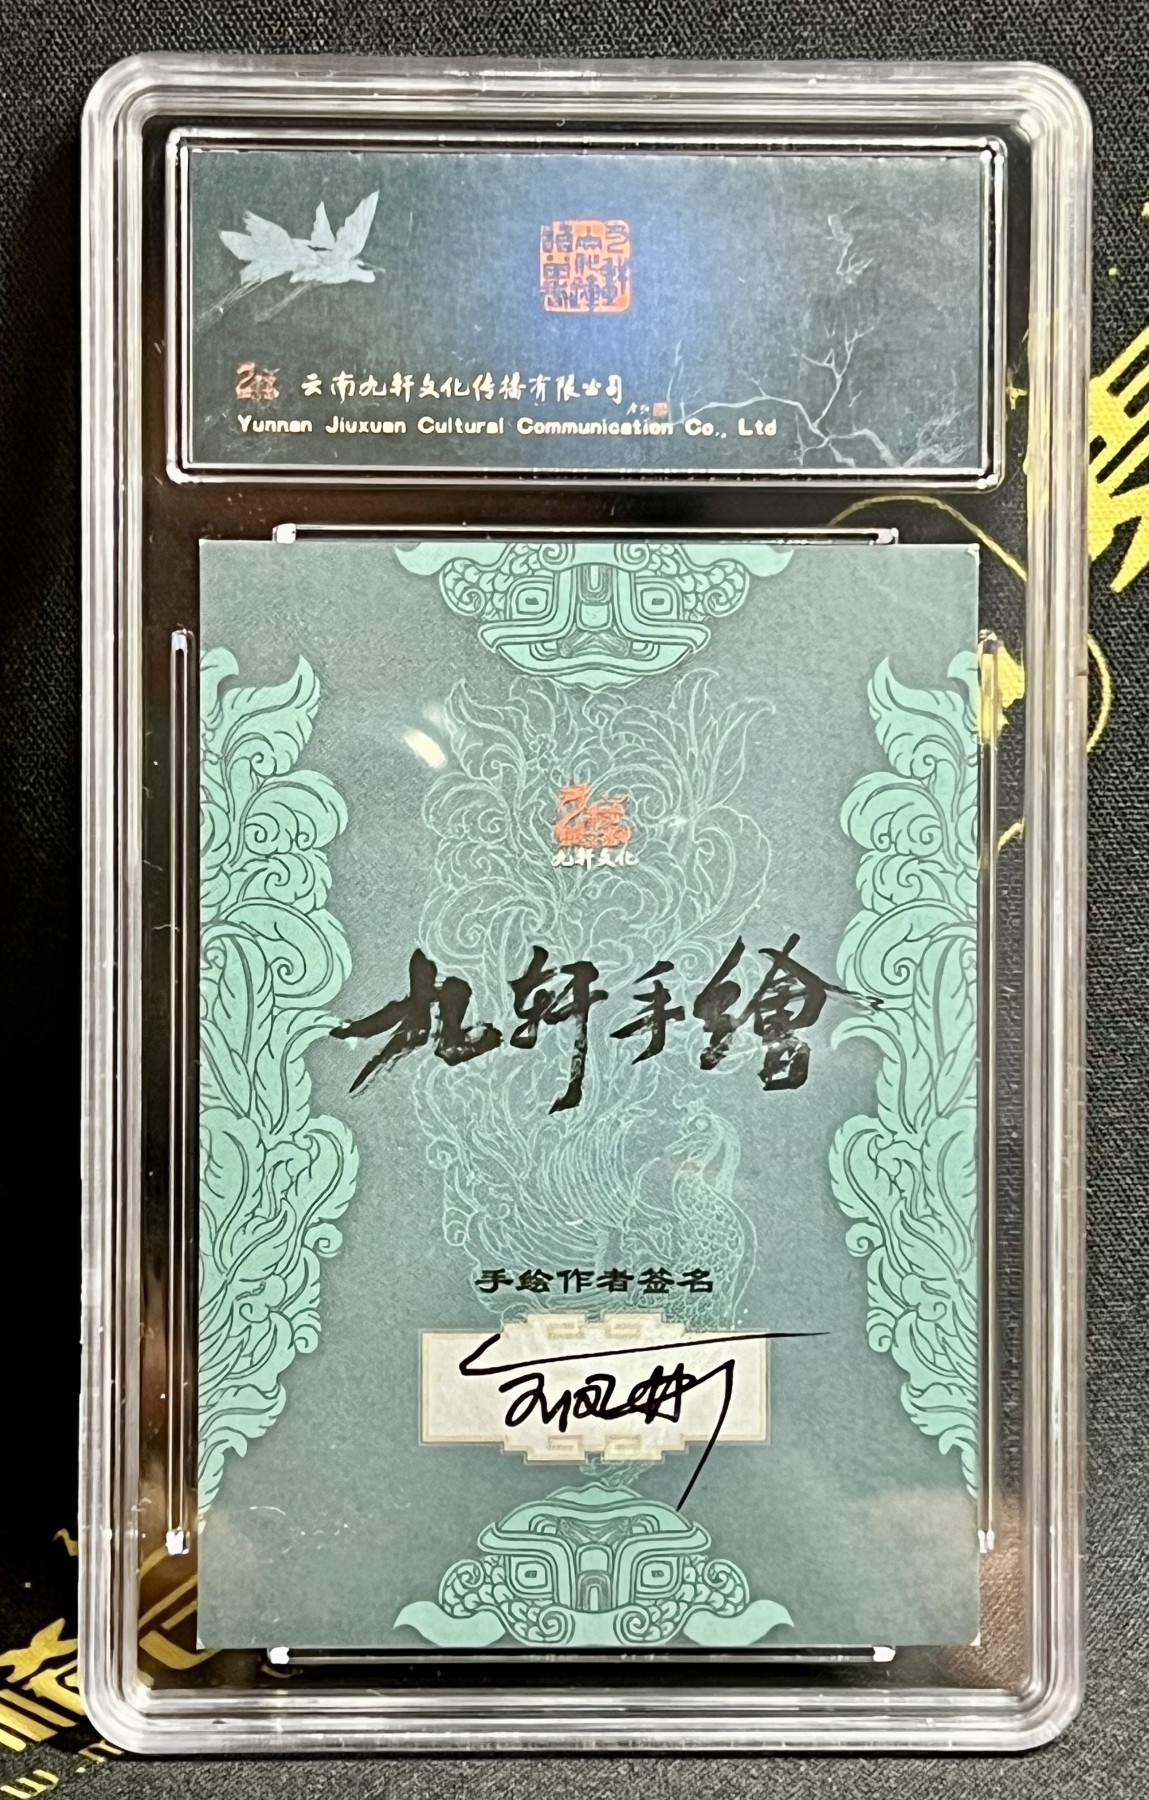 云南九轩文化传播有限公司
Yunnan Jiuxuan Cultural Communication Co., Ltd
九轩文化
九轩手繪
手绘作者签名